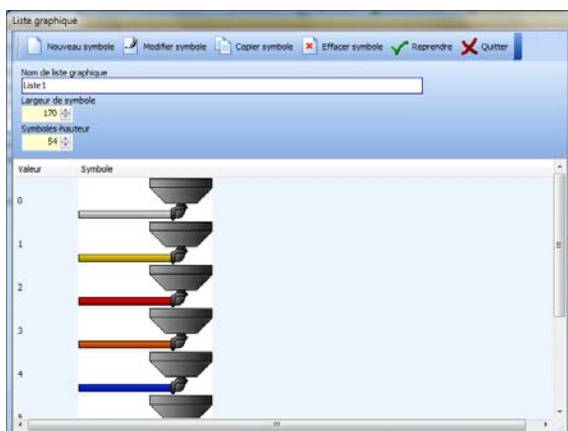 Liste graphique
Nouveau symbole Modifier symbole Copier symbole Effacer symbole Reprendre Quitter
Nom de liste graphique
Liste1
Largeur de symbole
170
Symboles-hauteur
54
Valeur Symbole
0
1
2
3
4
5